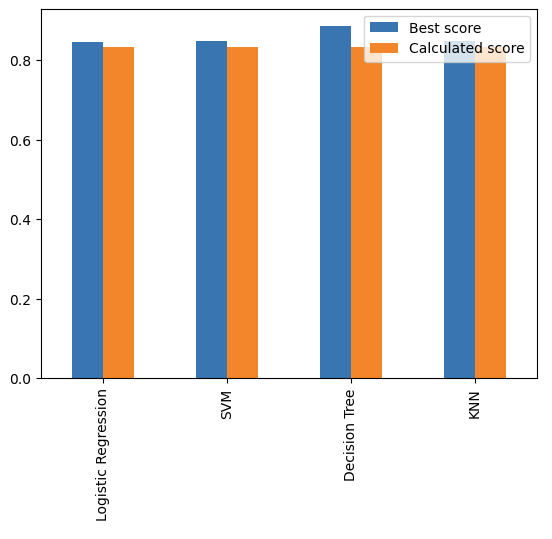 Best score
Calculated score
0.8
0.6
0.4
0.2
0.0
Logistic Regression
SVM
Decision Tree
KNN